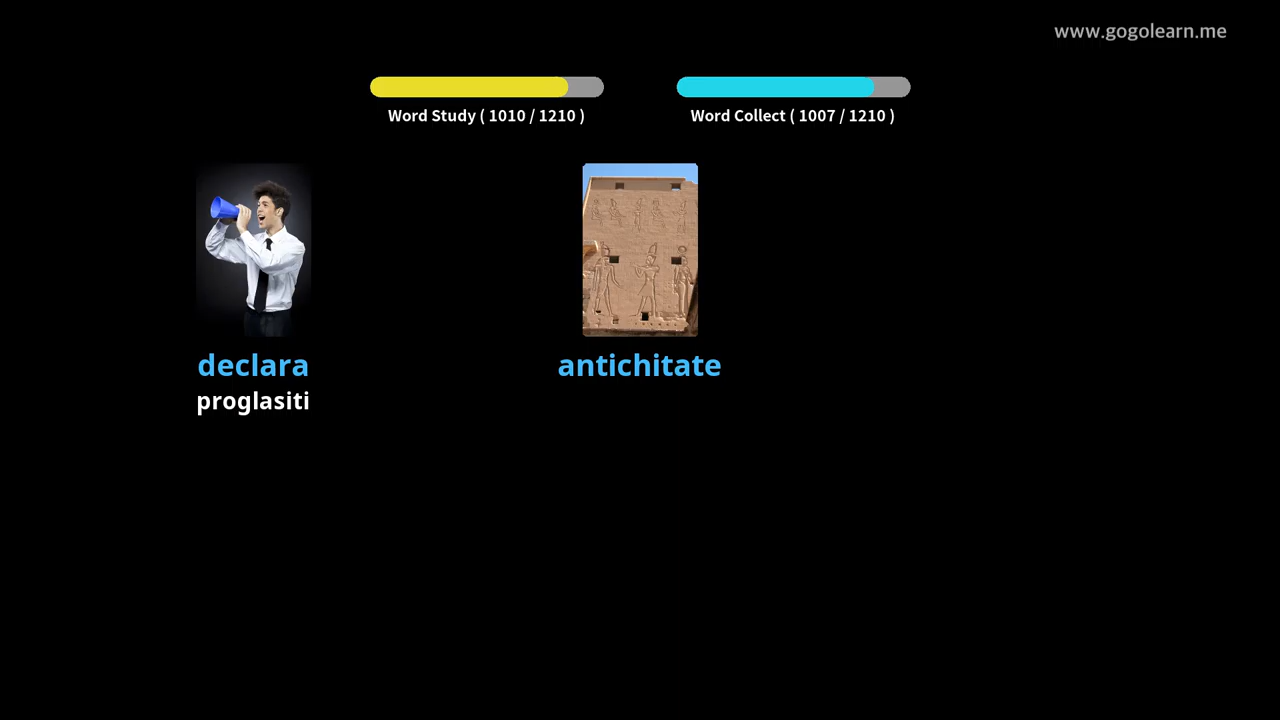 www.gogolearn.me
Word Study ( 1010 / 1210 )
Word Collect ( 1007 / 1210 )
declara
antichitate
proglasiti